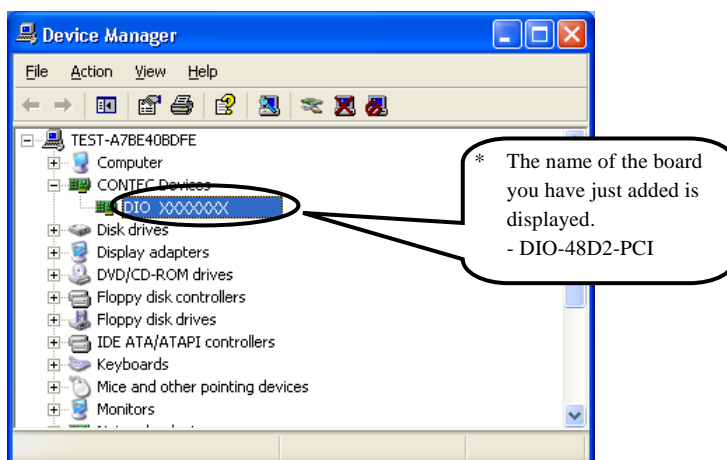 Device Manager
File Action View Help
TEST-A7BE40BDFE
Computer
CONTEC Devices
DIO XXXXXXX
Disk drives
Display adapters
DVD/CD-ROM drives
Floppy disk controllers
Floppy disk drives
IDE ATA/ATAPI controllers
Keyboards
Mice and other pointing devices
Monitors
* The name of the board
you have just added is
displayed.
- DIO-48D2-PCI